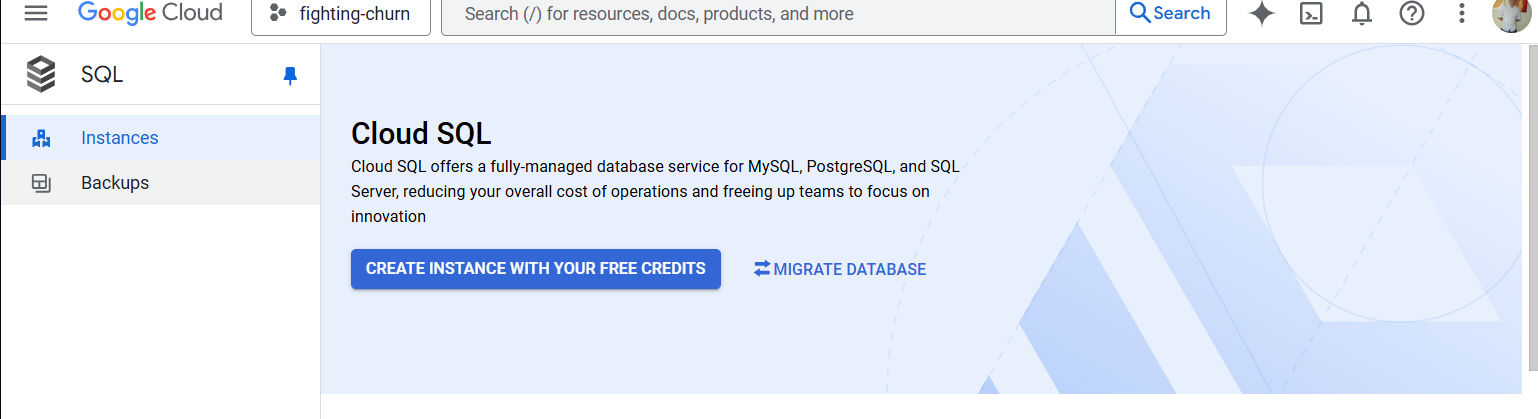 Google Cloud
fighting-churn
Search (/) for resources, docs, products, and more
Search
SQL
Instances
Backups
Cloud SQL
Cloud SQL offers a fully-managed database service for MySQL, PostgreSQL, and SQL
Server, reducing your overall cost of operations and freeing up teams to focus on
innovation
CREATE INSTANCE WITH YOUR FREE CREDITS
MIGRATE DATABASE